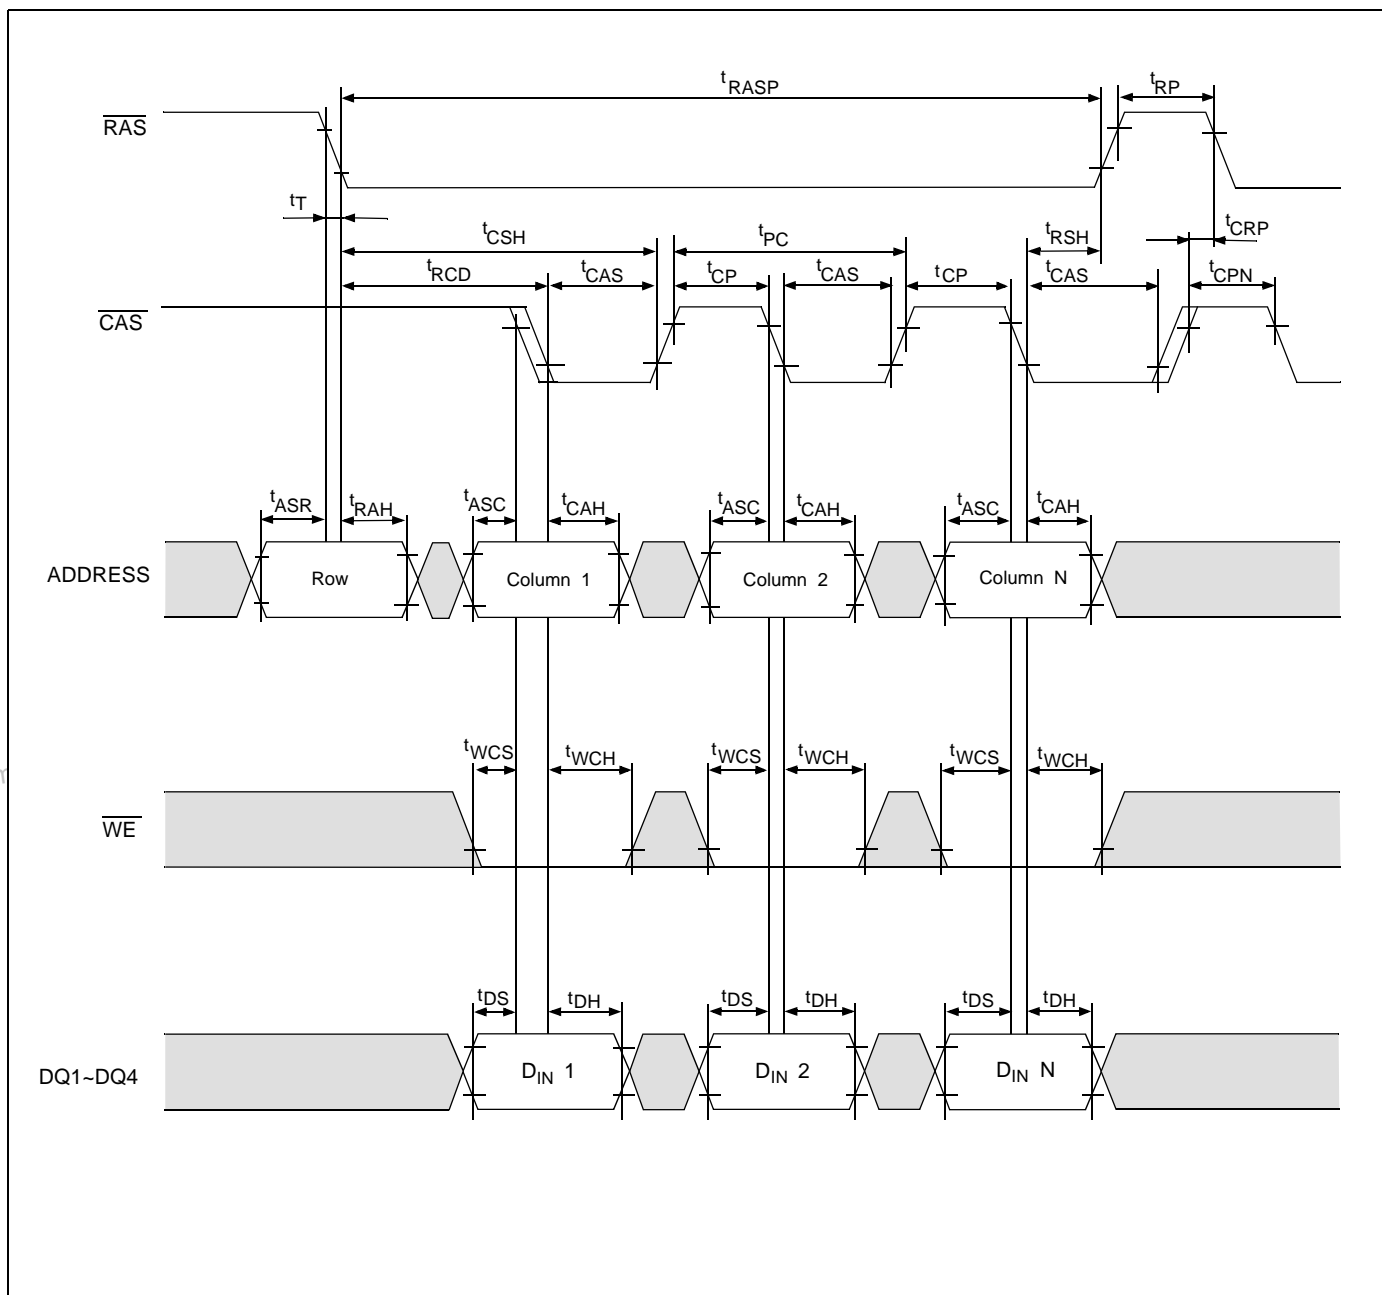 tRASP tRP
RAS
tT
tCSH tPC tRSH tCRP
tRCD tCAS tCP tCAS tCP tCAS tCPN
CAS
tASR tRAH tASC tCAH tASC tCAH tASC tCAH
ADDRESS Row Column 1 Column 2 Column N
tWCS tWCH tWCS tWCH tWCS tWCH
WE
tDS tDH tDS tDH tDS tDH
DQ1~DQ4 DIN 1 DIN 2 DIN N